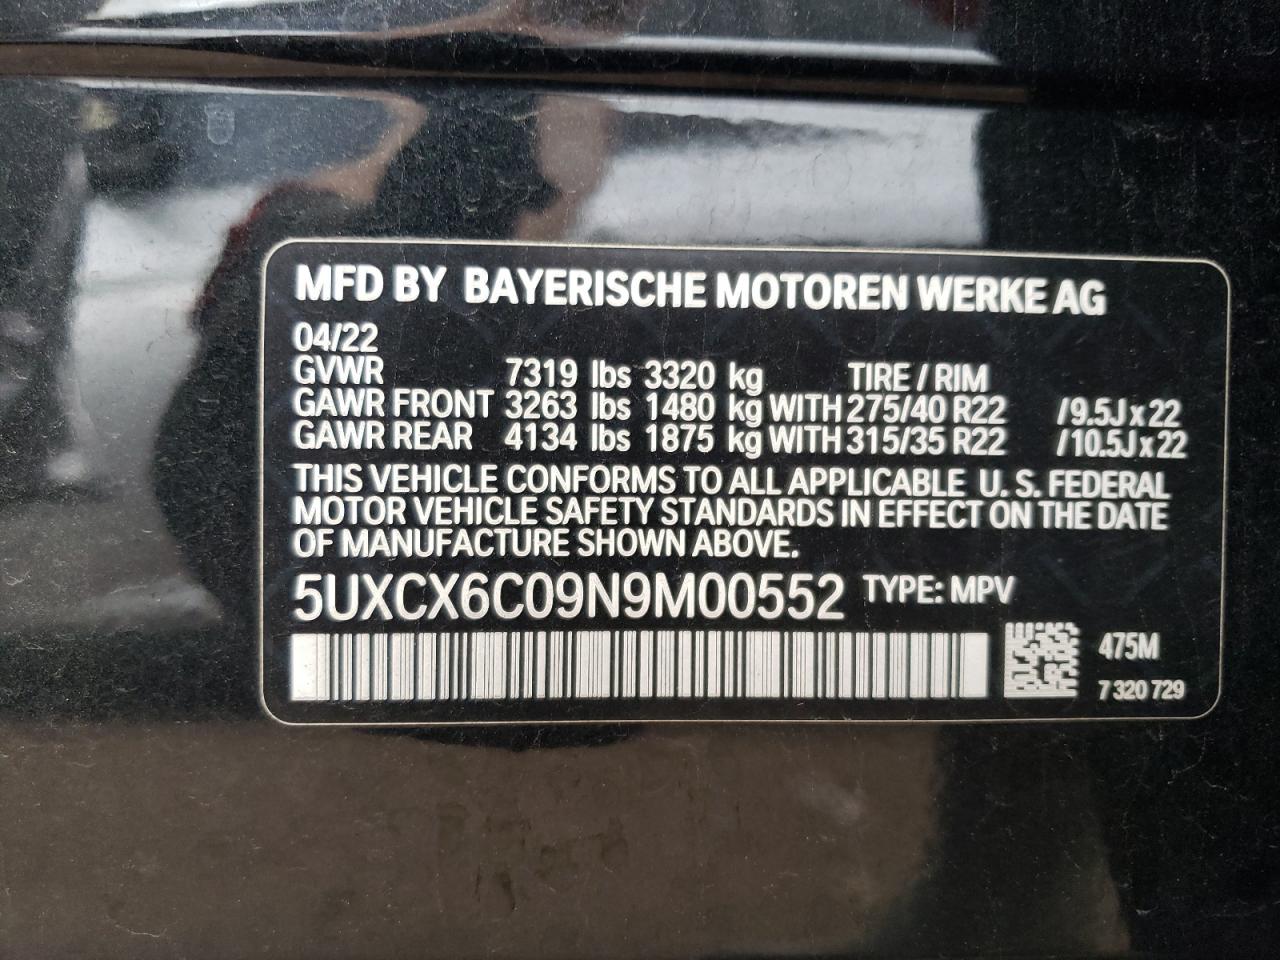 MFD BY BAYERISCHE MOTOREN WERKE AG
04/22
GVWR 7319 lbs 3320 kg TIRE / RIM
GAWR FRONT 3263 lbs 1480 kg WITH 275/40 R22 /9.5J x 22
GAWR REAR 4134 lbs 1875 kg WITH 315/35 R22 /10.5J x 22
THIS VEHICLE CONFORMS TO ALL APPLICABLE U. S. FEDERAL
MOTOR VEHICLE SAFETY STANDARDS IN EFFECT ON THE DATE
OF MANUFACTURE SHOWN ABOVE.
5UXCX6C09N9M00552 TYPE: MPV
475M
7 320 729